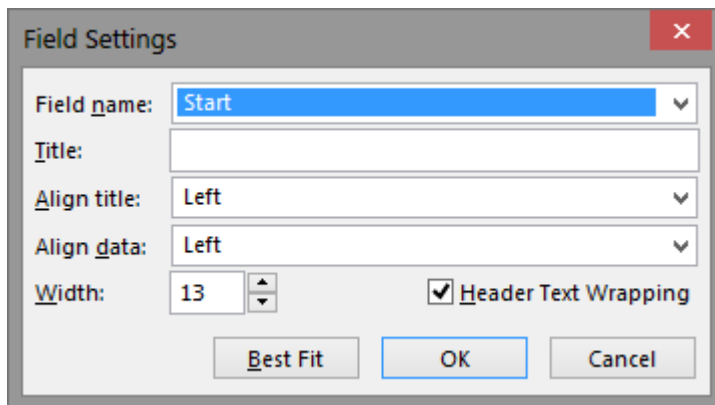 Field Settings
Field name: Start
Title:
Align title: Left
Align data: Left
Width: 13 Header Text Wrapping
Best Fit OK Cancel